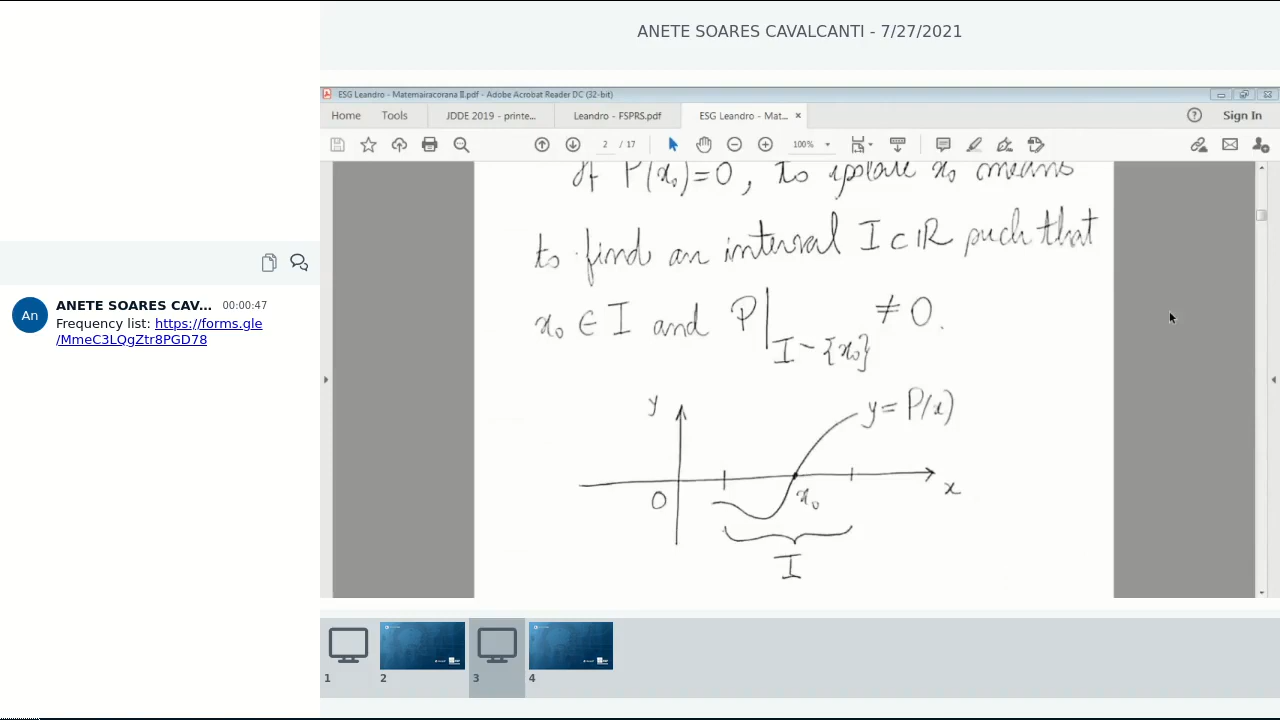 ANETE SOARES CAVALCANTI - 7/27/2021
ESG Leandro - Matemairacorana II.pdf - Adobe Acrobat Reader DC (32-bit)
Home Tools JDDE 2019 - printe... Leandro - FSPRS.pdf ESG Leandro - Mat... × Sign In
2 / 17 100%
If P(x₀)=0, to isolate x₀ means
to find an interval I⊂ℝ such that
x₀ ∈ I and P|_{I-{x₀}} ≠ 0.
y y=P(x)
0 x₀ x
I
ANETE SOARES CAV... 00:00:47
An
Frequency list: https://forms.gle
/MmeC3LQgZtr8PGD78
1 2 3 4